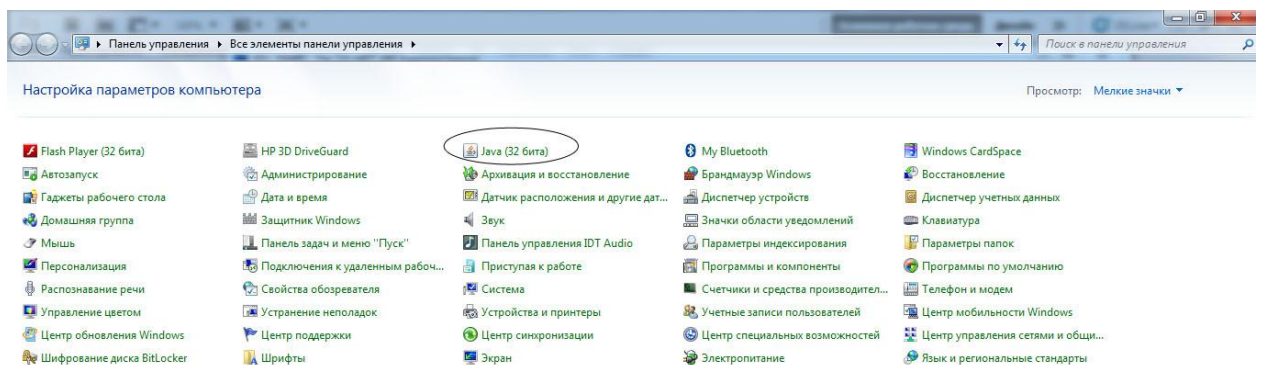 Панель управления ▸ Все элементы панели управления ▸
Поиск в панели управления
Настройка параметров компьютера
Просмотр: Мелкие значки
Flash Player (32 бита) HP 3D DriveGuard Java (32 бита) My Bluetooth Windows CardSpace
Автозапуск Администрирование Архивация и восстановление Брандмауэр Windows Восстановление
Гаджеты рабочего стола Дата и время Датчик расположения и другие дат... Диспетчер устройств Диспетчер учетных данных
Домашняя группа Защитник Windows Звук Значки области уведомлений Клавиатура
Мышь Панель задач и меню "Пуск" Панель управления IDT Audio Параметры индексирования Параметры папок
Персонализация Подключения к удаленным рабоч... Приступая к работе Программы и компоненты Программы по умолчанию
Распознавание речи Свойства обозревателя Система Счетчики и средства производител... Телефон и модем
Управление цветом Устранение неполадок Устройства и принтеры Учетные записи пользователей Центр мобильности Windows
Центр обновления Windows Центр поддержки Центр синхронизации Центр специальных возможностей Центр управления сетями и общи...
Шифрование диска BitLocker Шрифты Экран Электропитание Язык и региональные стандарты